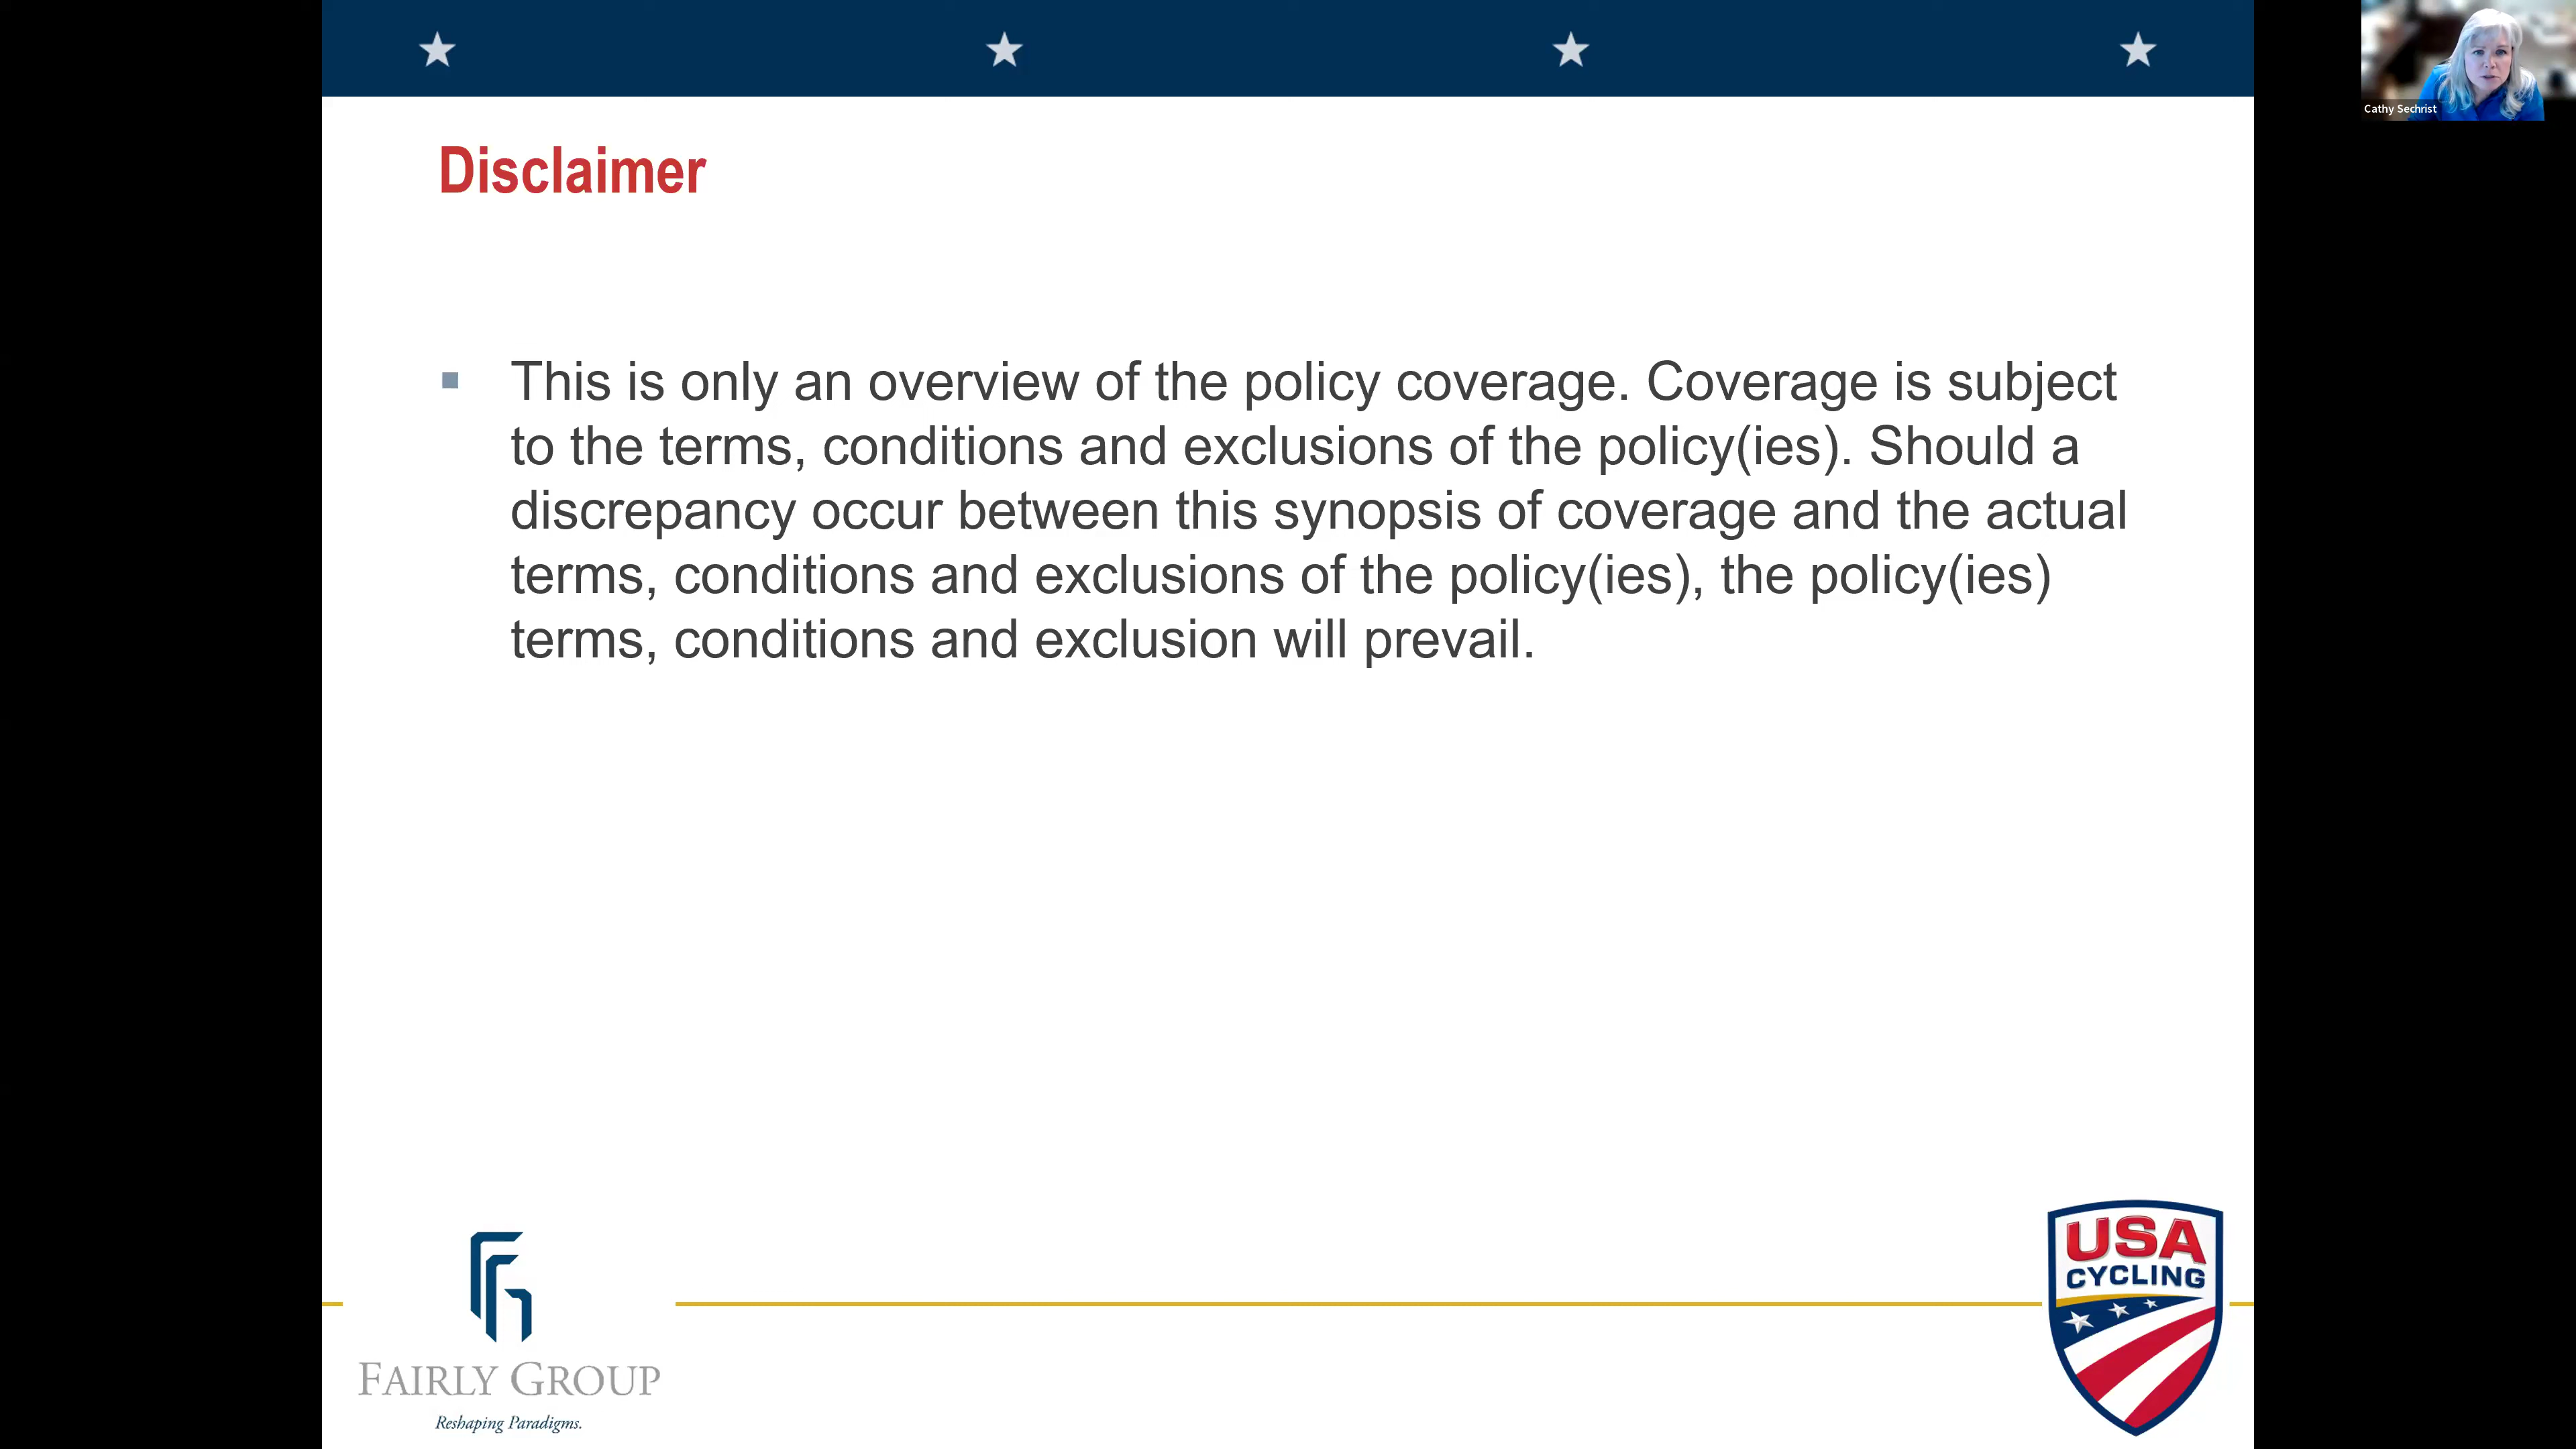 Cathy Sechrist
Disclaimer
This is only an overview of the policy coverage. Coverage is subject
to the terms, conditions and exclusions of the policy(ies). Should a
discrepancy occur between this synopsis of coverage and the actual
terms, conditions and exclusions of the policy(ies), the policy(ies)
terms, conditions and exclusion will prevail.
FAIRLY GROUP
Reshaping Paradigms.
USA
CYCLING